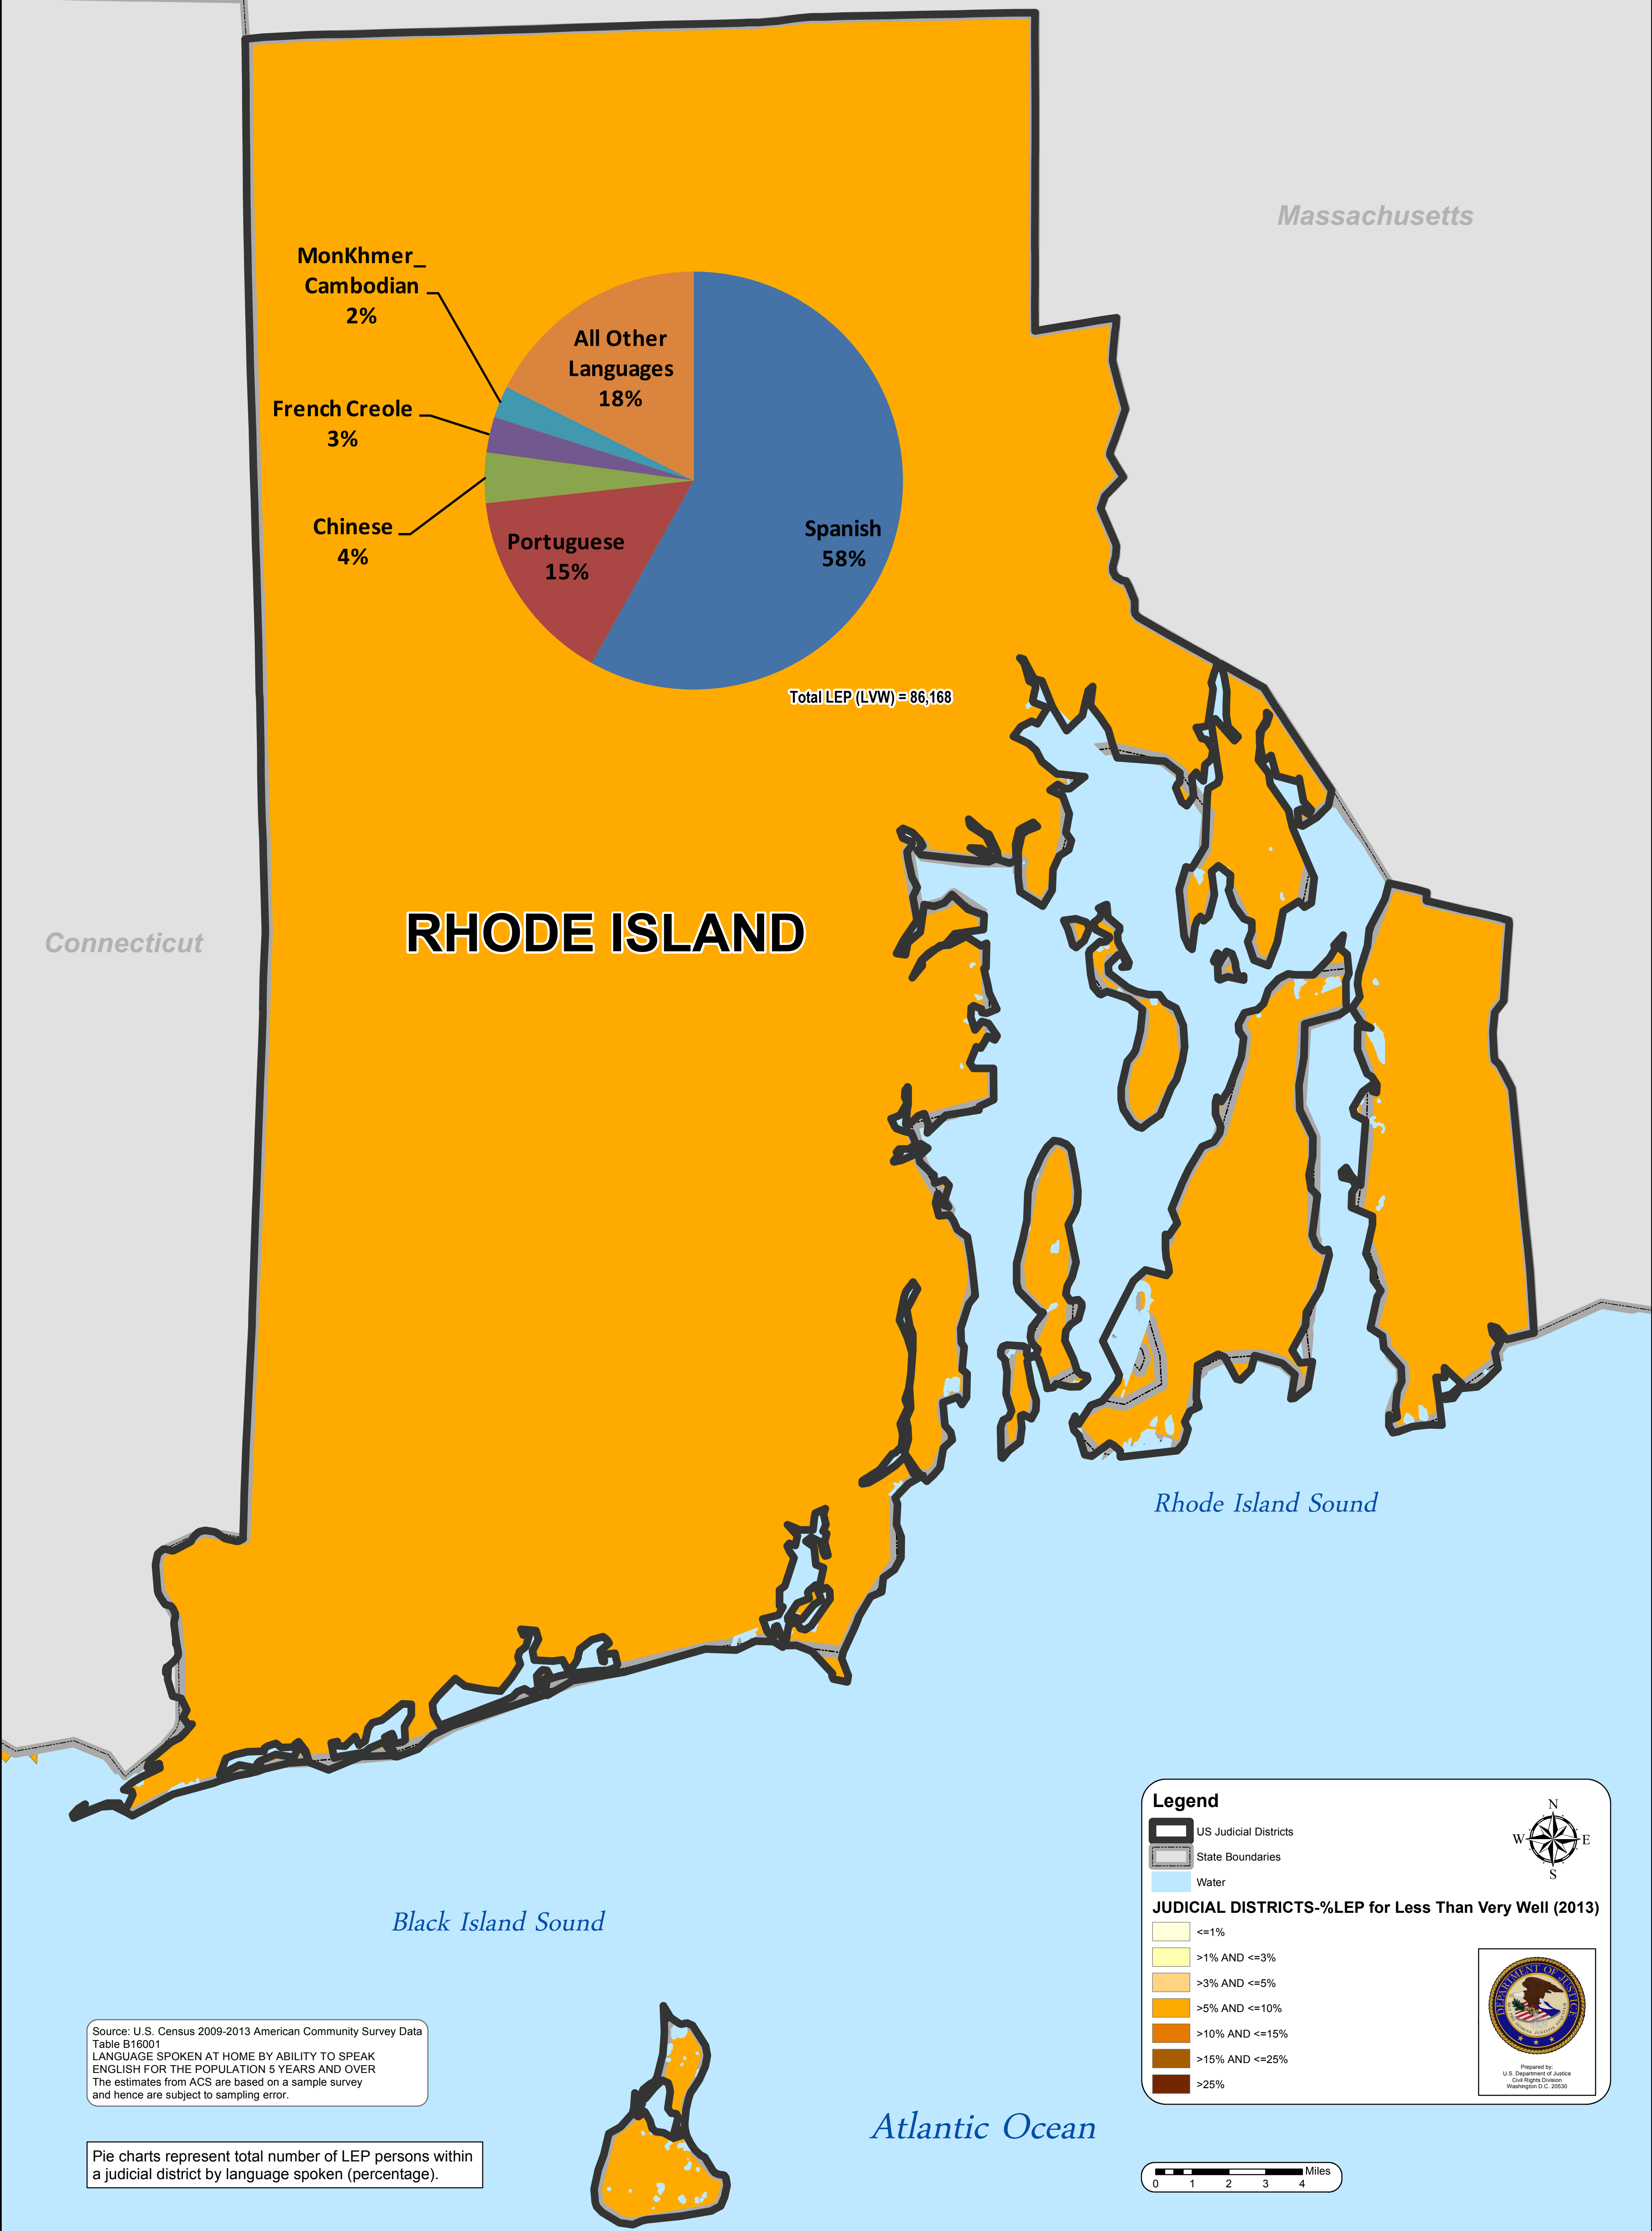 Massachusetts
MonKhmer_
Cambodian
2%
All Other
Languages
18%
French Creole
3%
Chinese
4%
Portuguese
15%
Spanish
58%
Total LEP (LVW) = 86,168
RHODE ISLAND
Connecticut
Rhode Island Sound
Black Island Sound
Atlantic Ocean
Legend
US Judicial Districts
State Boundaries
Water
N
W
E
S
JUDICIAL DISTRICTS-%LEP for Less Than Very Well (2013)
<=1%
>1% AND <=3%
>3% AND <=5%
>5% AND <=10%
>10% AND <=15%
>15% AND <=25%
>25%
DEPARTMENT OF JUSTICE
Prepared by:
U.S. Department of Justice
Civil Rights Division
Washington D.C. 20530
Source: U.S. Census 2009-2013 American Community Survey Data
Table B16001
LANGUAGE SPOKEN AT HOME BY ABILITY TO SPEAK
ENGLISH FOR THE POPULATION 5 YEARS AND OVER
The estimates from ACS are based on a sample survey
and hence are subject to sampling error.
Pie charts represent total number of LEP persons within
a judicial district by language spoken (percentage).
Miles
0 1 2 3 4